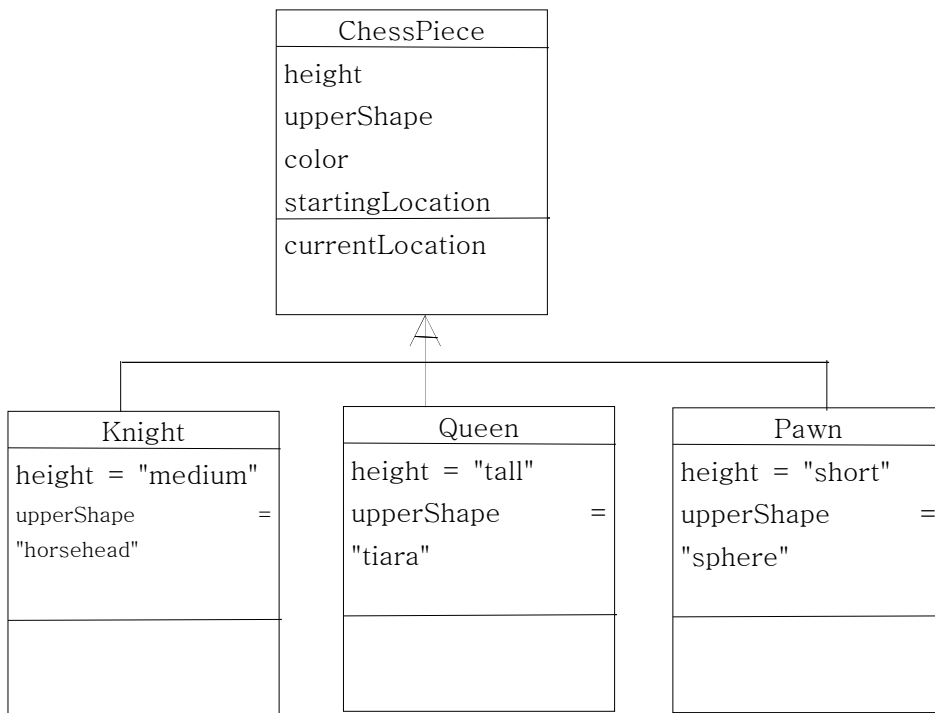 ChessPiece
height
upperShape
color
startingLocation
currentLocation
Knight
height = "medium"
upperShape =
"horsehead"
Queen
height = "tall"
upperShape =
"tiara"
Pawn
height = "short"
upperShape =
"sphere"